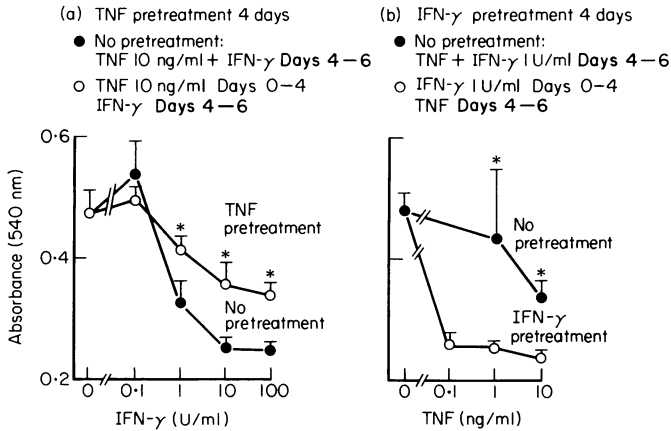 (a) TNF pretreatment 4 days
● No pretreatment:
TNF 10 ng/ml + IFN-γ Days 4–6
○ TNF 10 ng/ml Days 0–4
IFN-γ Days 4–6
0·6
0·4
0·2
Absorbance (540 nm)
*
*
*
TNF
pretreatment
No
pretreatment
0
0·1
1
10
100
IFN-γ (U/ml)
(b) IFN-γ pretreatment 4 days
● No pretreatment:
TNF + IFN-γ 1U/ml Days 4–6
○ IFN-γ 1U/ml Days 0–4
TNF Days 4–6
*
No
pretreatment
*
IFN-γ
pretreatment
0
0·1
1
10
TNF (ng/ml)